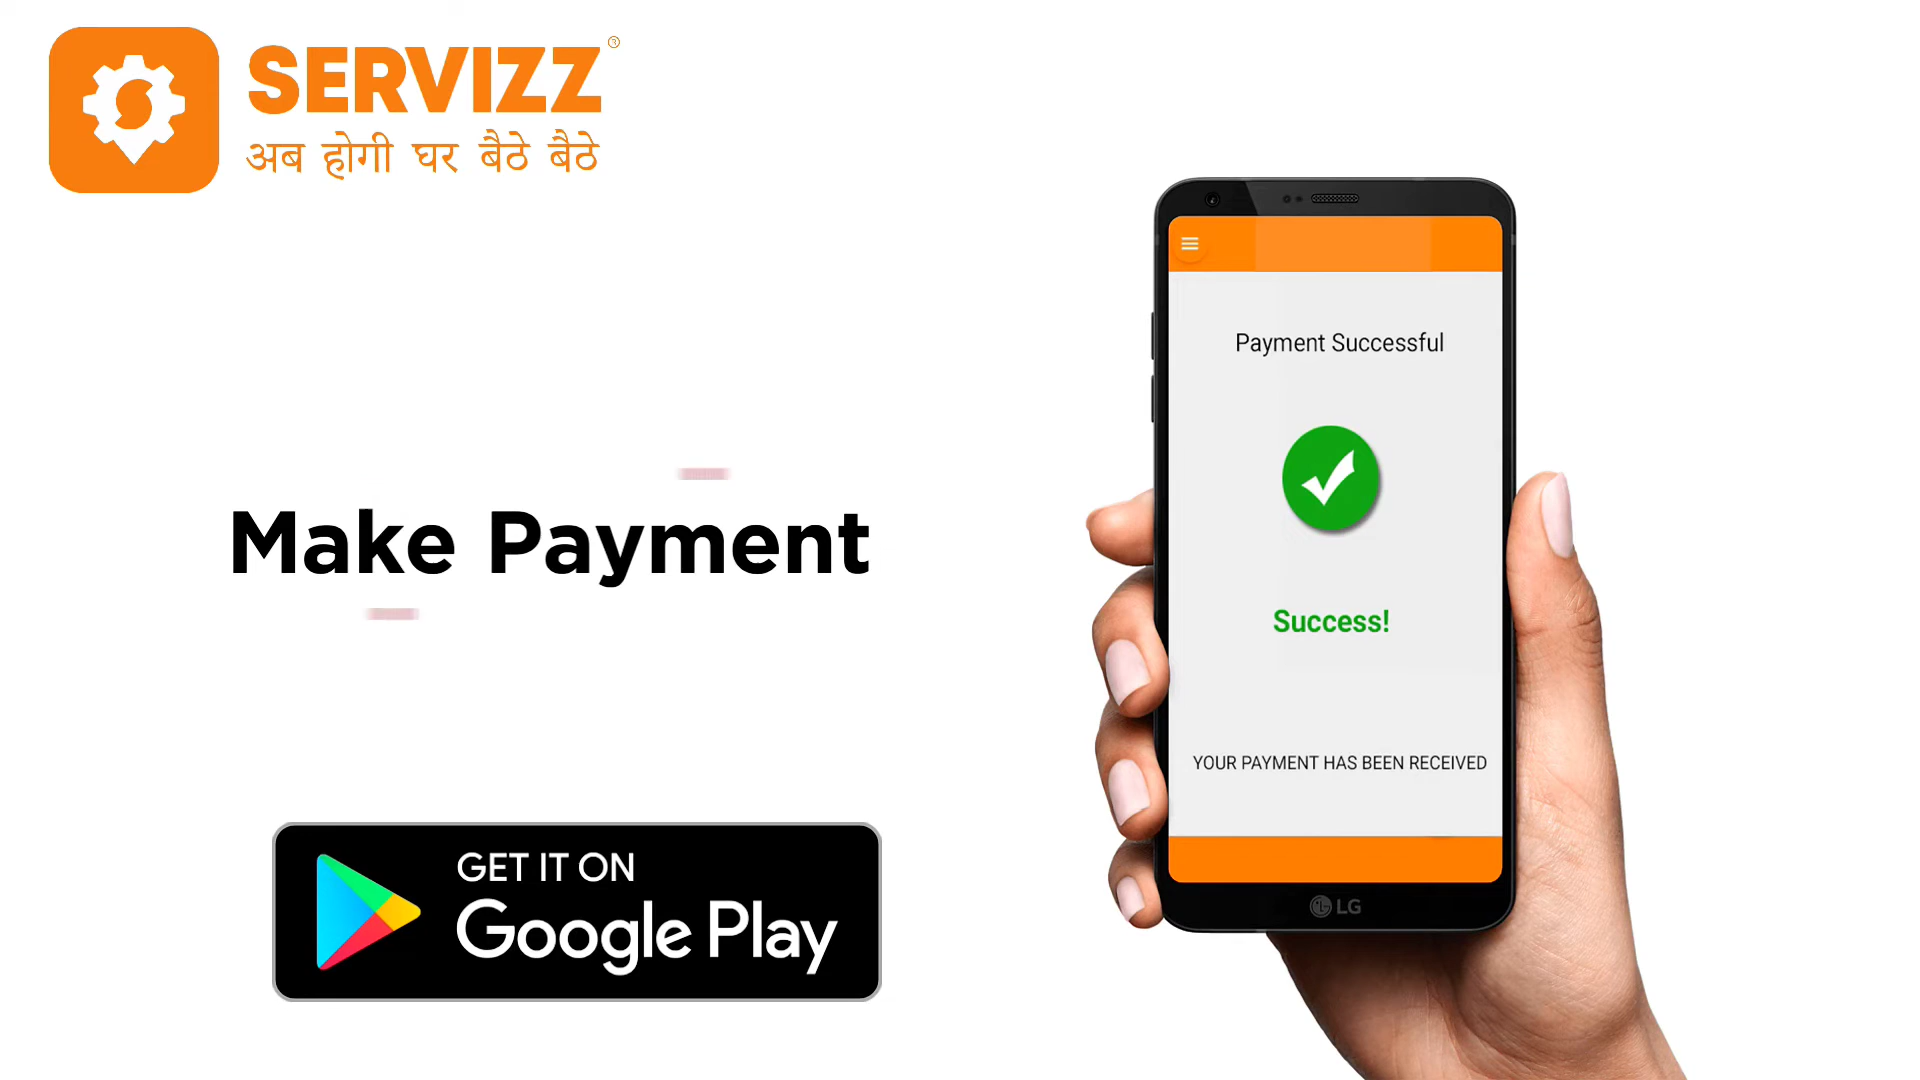 SERVIZZ®
अब होगी घर बैठे बैठे
Make Payment
GET IT ON
Google Play
Payment Successful
Success!
YOUR PAYMENT HAS BEEN RECEIVED
LG